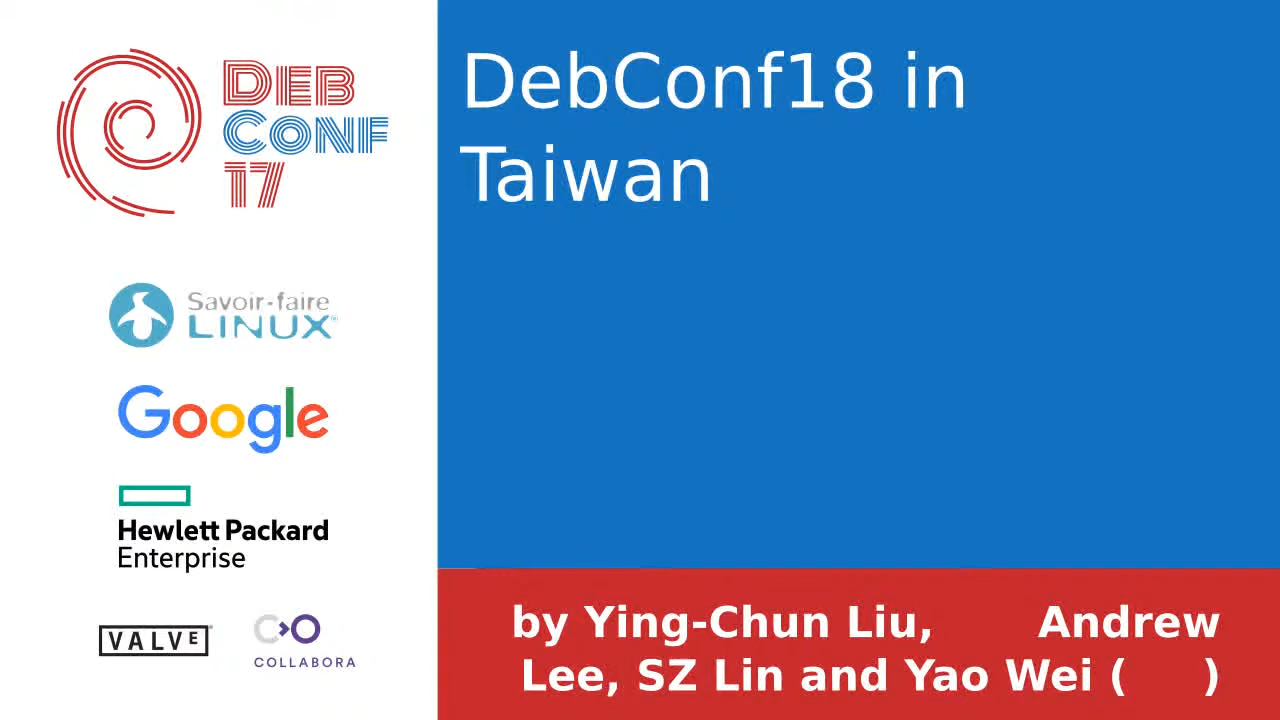 DEB
CONF
17
Savoir-faire
LINUX
Google
Hewlett Packard
Enterprise
VALVE
COLLABORA
DebConf18 in
Taiwan
by Ying-Chun Liu, Andrew
Lee, SZ Lin and Yao Wei ( )